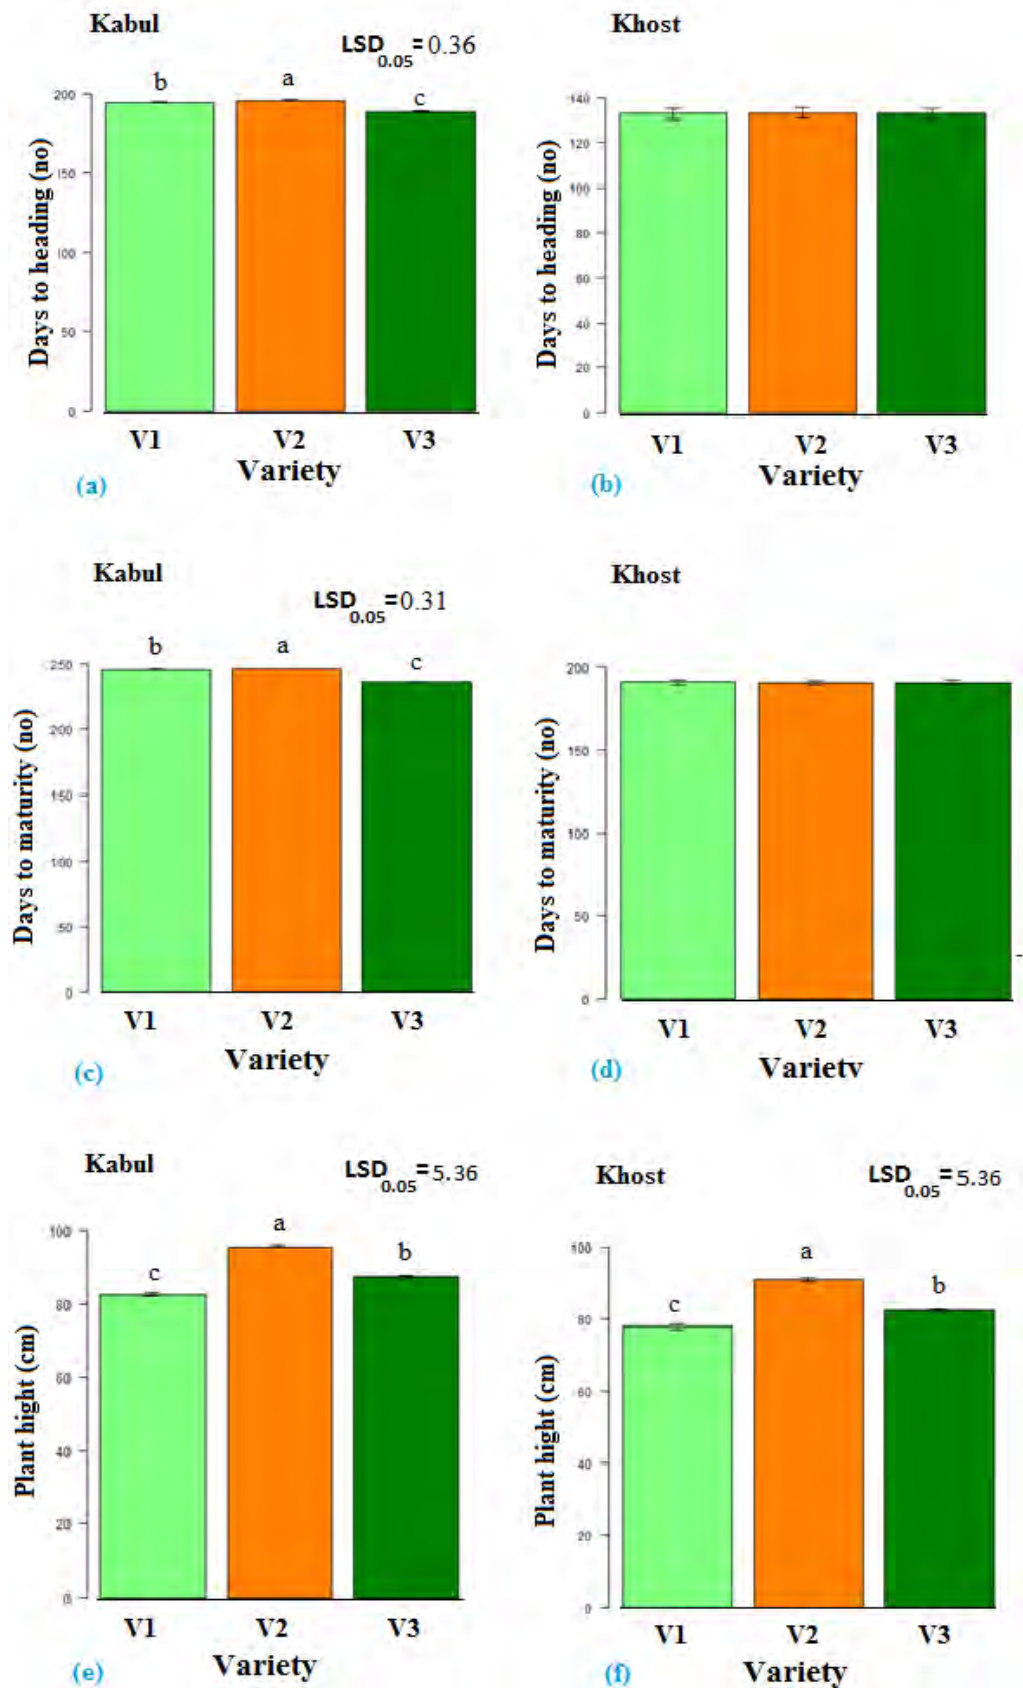 Kabul
LSD0.05=0.36
b a c
200
150
100
50
0
Days to heading (no)
V1 V2 V3
Variety
(a)
Khost
140
120
100
80
60
40
20
0
Days to heading (no)
V1 V2 V3
Variety
(b)
Kabul
LSD0.05=0.31
b a c
250
200
150
100
50
0
Days to maturity (no)
V1 V2 V3
Variety
(c)
Khost
200
150
100
50
0
Days to maturity (no)
V1 V2 V3
Variety
(d)
Kabul
LSD0.05=5.36
c a b
100
80
60
40
20
0
Plant hight (cm)
V1 V2 V3
Variety
(e)
Khost
LSD0.05=5.36
c a b
100
80
60
40
20
0
Plant hight (cm)
V1 V2 V3
Variety
(f)